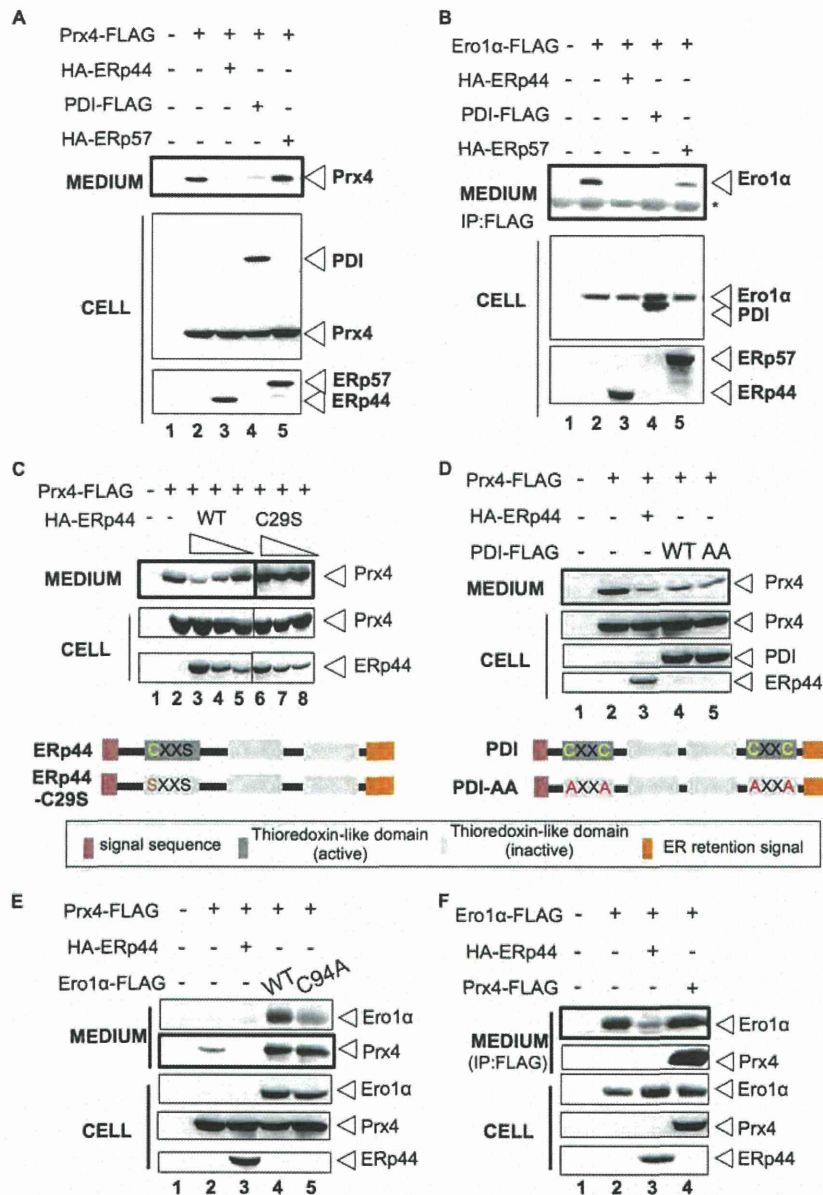 A
Prx4-FLAG - + + + +
HA-ERp44 - - + - -
PDI-FLAG - - - + -
HA-ERp57 - - - - +
MEDIUM Prx4
CELL
PDI
Prx4
ERp57
ERp44
1 2 3 4 5
B
Ero1α-FLAG - + + + +
HA-ERp44 - - + - -
PDI-FLAG - - - + -
HA-ERp57 - - - - +
MEDIUM Ero1α
IP:FLAG *
CELL
Ero1α
PDI
ERp57
ERp44
1 2 3 4 5
C
Prx4-FLAG - + + + + + + +
HA-ERp44 - - WT C29S
MEDIUM Prx4
CELL
Prx4
ERp44
1 2 3 4 5 6 7 8
ERp44 CXXS
ERp44
-C29S SXXS
D
Prx4-FLAG - + + + +
HA-ERp44 - - + - -
PDI-FLAG - - - WT AA
MEDIUM Prx4
CELL
Prx4
PDI
ERp44
1 2 3 4 5
PDI CXXC CXXC
PDI-AA AXXA AXXA
signal sequence
Thioredoxin-like domain
(active)
Thioredoxin-like domain
(inactive)
ER retention signal
E
Prx4-FLAG - + + + +
HA-ERp44 - - + - -
Ero1α-FLAG - - - WT C94A
MEDIUM
Ero1α
Prx4
CELL
Ero1α
Prx4
ERp44
1 2 3 4 5
F
Ero1α-FLAG - + + +
HA-ERp44 - - + -
Prx4-FLAG - - - +
MEDIUM
(IP:FLAG)
Ero1α
Prx4
CELL
Ero1α
Prx4
ERp44
1 2 3 4